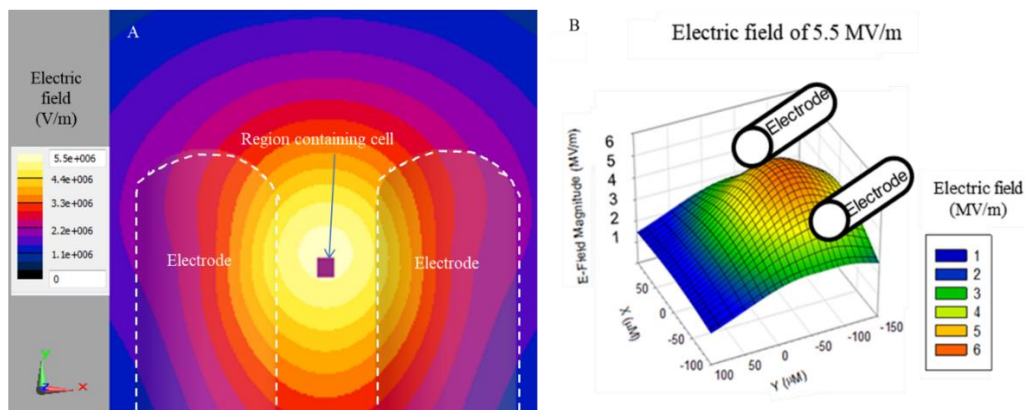 A
Electric
field
(V/m)
5.5e+006
4.4e+006
3.3e+006
2.2e+006
1.1e+006
0
Region containing cell
Electrode
Electrode
Y
Z
X
B
Electric field of 5.5 MV/m
Electrode
Electrode
E-Field Magnitude (MV/m)
6
5
4
3
2
1
X (µM)
50
0
-50
-100
100
50
0
-50
-100
-150
Y (µM)
Electric field
(MV/m)
1
2
3
4
5
6